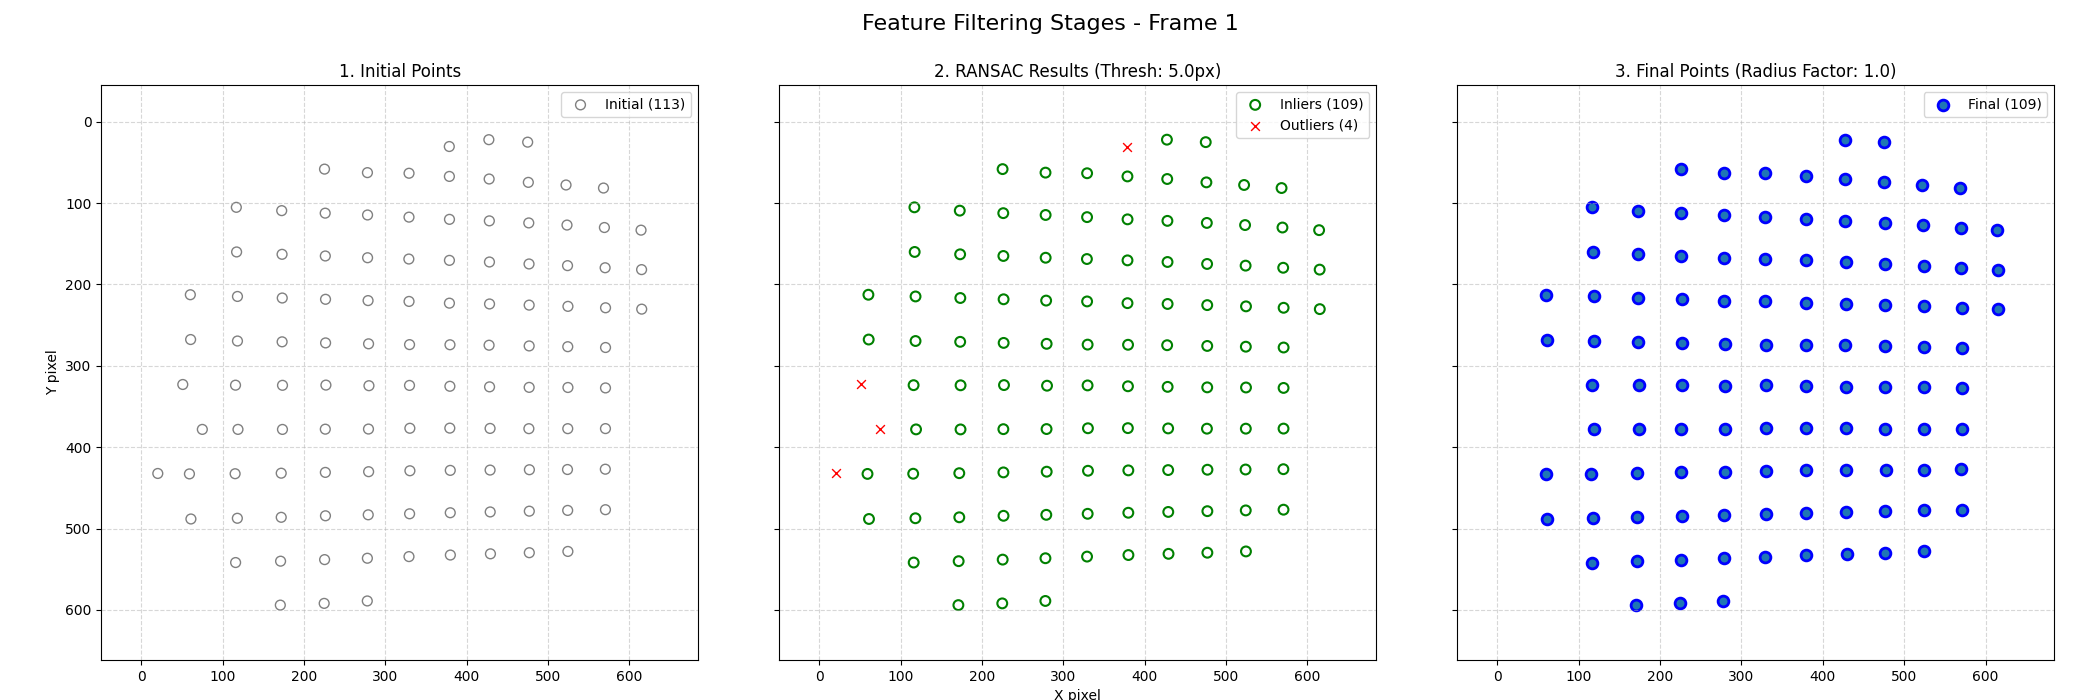 Feature Filtering Stages - Frame 1
1. Initial Points
Initial (113)
0
100
200
300
400
500
600
Y pixel
0
100
200
300
400
500
600
2. RANSAC Results (Thresh: 5.0px)
Inliers (109)
Outliers (4)
0
100
200
300
400
500
600
X pixel
3. Final Points (Radius Factor: 1.0)
Final (109)
0
100
200
300
400
500
600